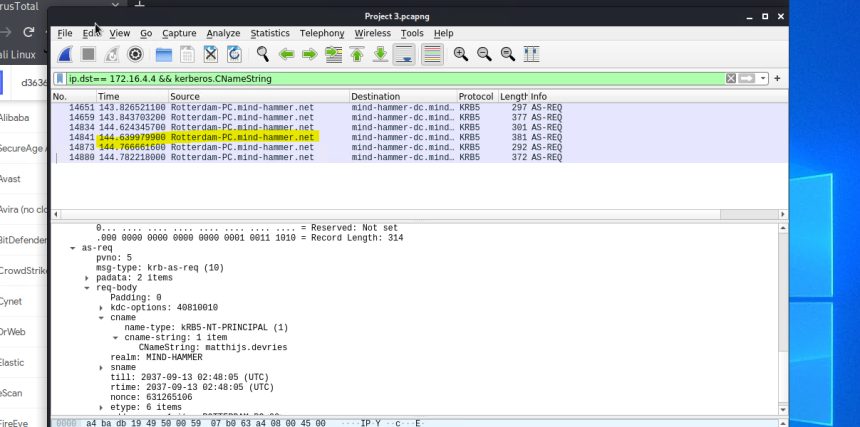 rusTotal
Project 3.pcapng
File Edit View Go Capture Analyze Statistics Telephony Wireless Tools Help
ali Linux
ip.dst== 172.16.4.4 && kerberos.CNameString
d3636
No. Time Source Destination Protocol Length Info
14651 143.826521100 Rotterdam-PC.mind-hammer.net mind-hammer-dc.mind… KRB5 297 AS-REQ
14659 143.843703200 Rotterdam-PC.mind-hammer.net mind-hammer-dc.mind… KRB5 377 AS-REQ
14834 144.624345700 Rotterdam-PC.mind-hammer.net mind-hammer-dc.mind… KRB5 301 AS-REQ
14841 144.639979900 Rotterdam-PC.mind-hammer.net mind-hammer-dc.mind… KRB5 381 AS-REQ
14873 144.766661600 Rotterdam-PC.mind-hammer.net mind-hammer-dc.mind… KRB5 292 AS-REQ
14880 144.782218000 Rotterdam-PC.mind-hammer.net mind-hammer-dc.mind… KRB5 372 AS-REQ
Alibaba
SecureAge
Avast
Avira (no clo
BitDefender
CrowdStrike
Cynet
DrWeb
Elastic
eScan
FireEye
0... .... .... .... .... .... .... .... = Reserved: Not set
.000 0000 0000 0000 0000 0001 0011 1010 = Record Length: 314
as-req
pvno: 5
msg-type: krb-as-req (10)
padata: 2 items
req-body
Padding: 0
kdc-options: 40810010
cname
name-type: kRB5-NT-PRINCIPAL (1)
cname-string: 1 item
CNameString: matthijs.devries
realm: MIND-HAMMER
sname
till: 2037-09-13 02:48:05 (UTC)
rtime: 2037-09-13 02:48:05 (UTC)
nonce: 631265106
etype: 6 items
0000 a4 ba db 19 49 50 00 59 07 b0 63 a4 08 00 45 00 ····IP·Y ··c···E·